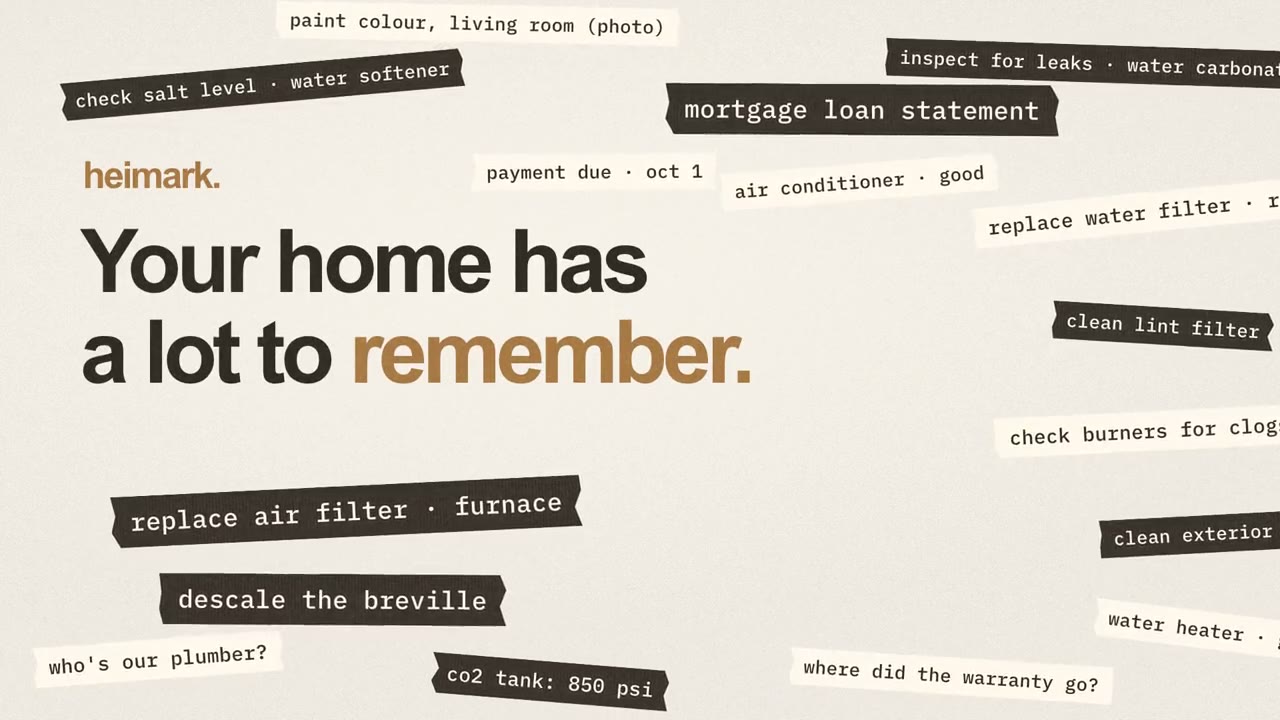 paint colour, living room (photo)
inspect for leaks · water
check salt level · water softener
mortgage loan statement
heimark.
payment due · oct 1
air conditioner · good
replace water filter ·
Your home has
a lot to remember.
clean lint filter
check burners for
replace air filter · furnace
clean exterior
descale the breville
water heater ·
who's our plumber?
co2 tank: 850 psi
where did the warranty go?